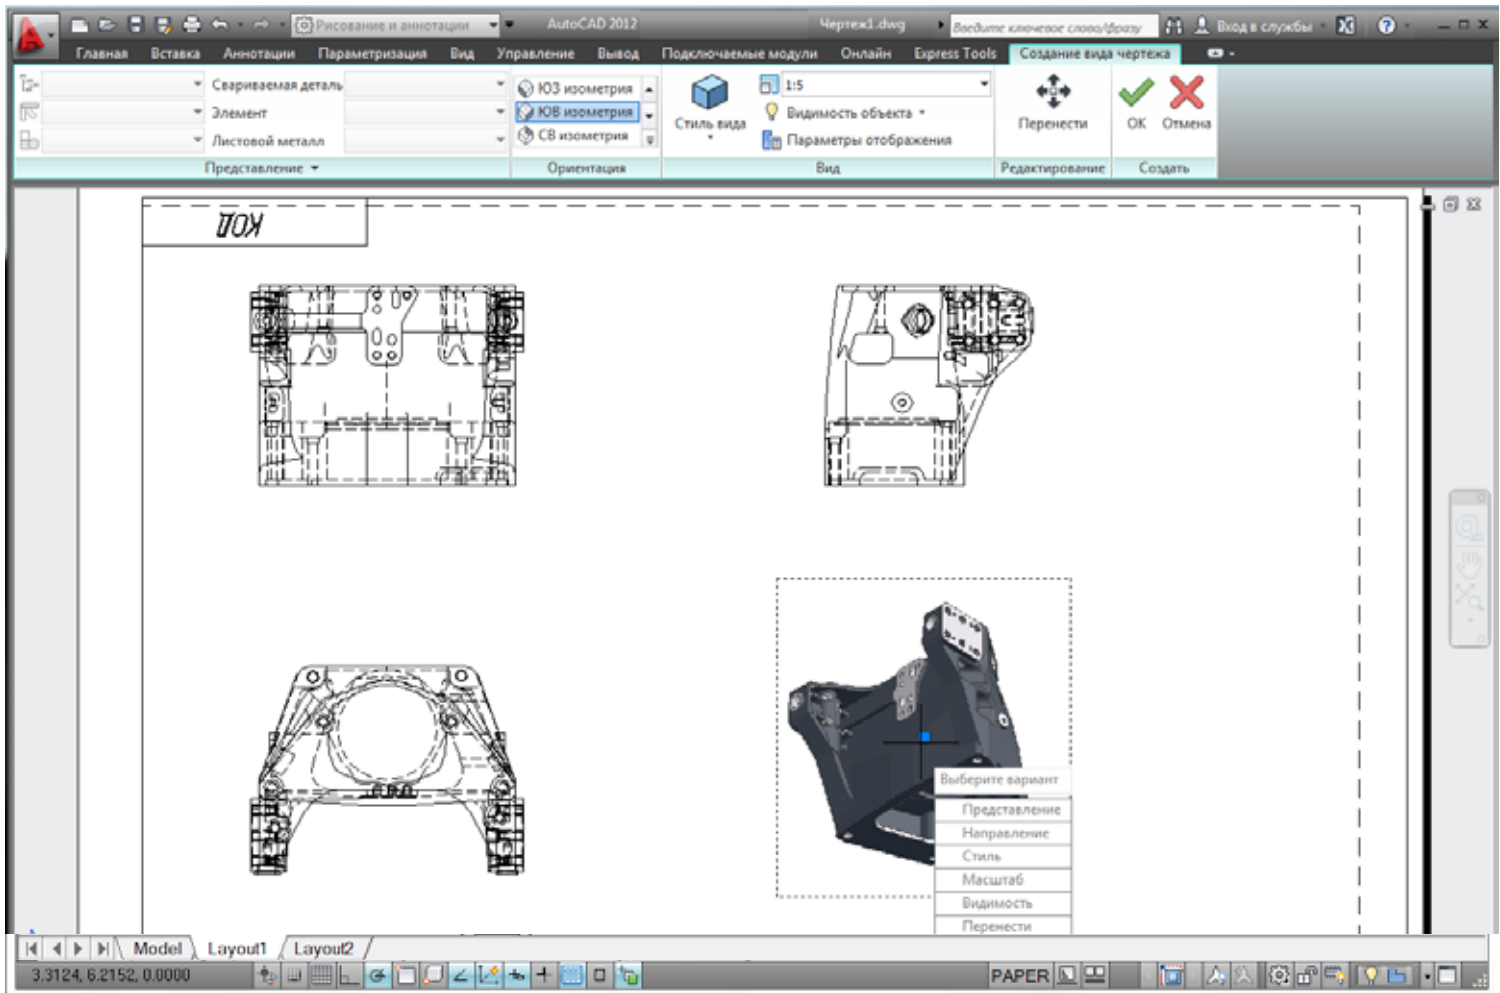 Рисование и аннотации AutoCAD 2012 Чертеж1.dwg Введите ключевое слово/фразу Вход в службы
Главная Вставка Аннотации Параметризация Вид Управление Вывод Подключаемые модули Онлайн Express Tools Создание вида чертежа
Свариваемая деталь
Элемент
Листовой металл
Представление
ЮЗ изометрия
ЮВ изометрия
СВ изометрия
Ориентация
Стиль вида
1:5
Видимость объекта
Параметры отображения
Вид
Перенести
Редактирование
OK Отмена
Создать
КОД
Выберите вариант
Представление
Направление
Стиль
Масштаб
Видимость
Перенести
Model Layout1 Layout2
3.3124, 6.2152, 0.0000 PAPER